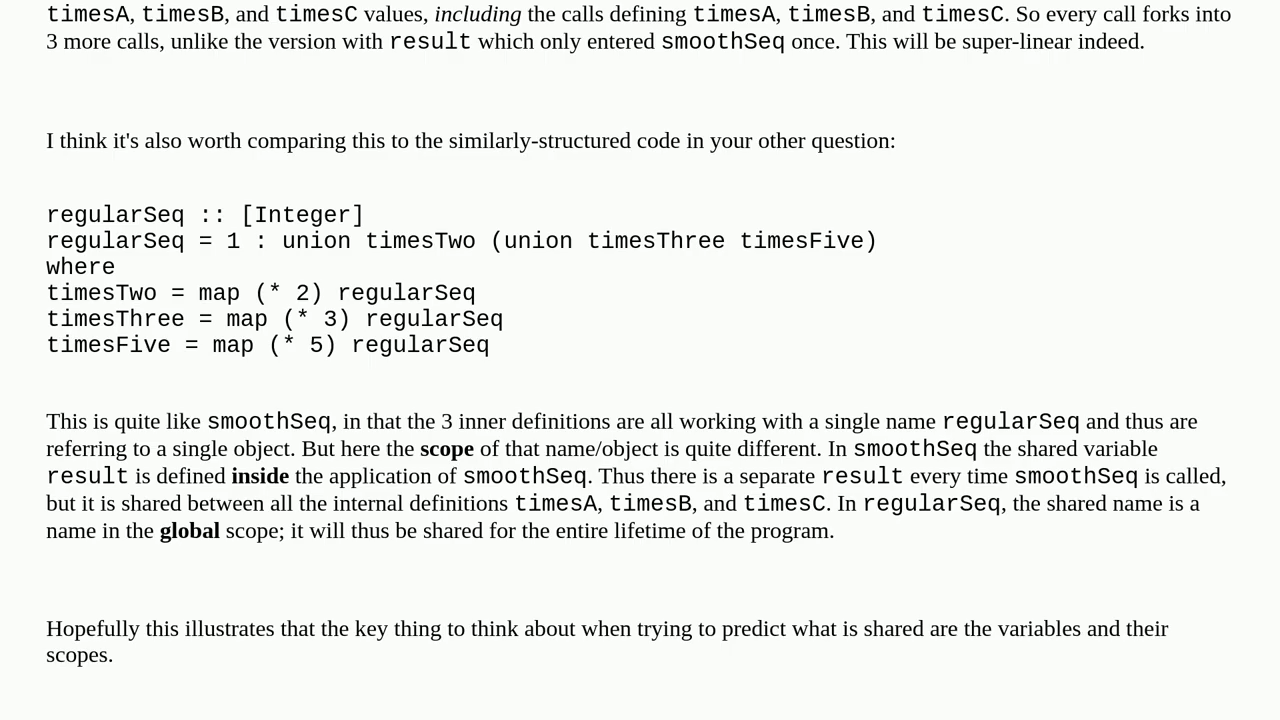 timesA, timesB, and timesC values, including the calls defining timesA, timesB, and timesC. So every call forks into
3 more calls, unlike the version with result which only entered smoothSeq once. This will be super-linear indeed.
I think it's also worth comparing this to the similarly-structured code in your other question:
regularSeq :: [Integer]
regularSeq = 1 : union timesTwo (union timesThree timesFive)
where
timesTwo = map (* 2) regularSeq
timesThree = map (* 3) regularSeq
timesFive = map (* 5) regularSeq
This is quite like smoothSeq, in that the 3 inner definitions are all working with a single name regularSeq and thus are
referring to a single object. But here the scope of that name/object is quite different. In smoothSeq the shared variable
result is defined inside the application of smoothSeq. Thus there is a separate result every time smoothSeq is called,
but it is shared between all the internal definitions timesA, timesB, and timesC. In regularSeq, the shared name is a
name in the global scope; it will thus be shared for the entire lifetime of the program.
Hopefully this illustrates that the key thing to think about when trying to predict what is shared are the variables and their
scopes.